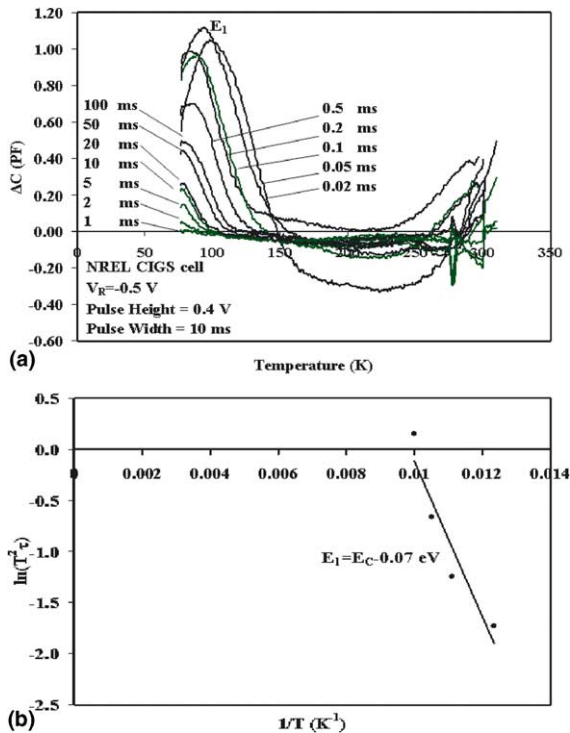 1.20
1.00
0.80
0.60
0.40
0.20
0.00
-0.20
-0.40
-0.60
ΔC (PF)
E₁
100 ms
50 ms
20 ms
10 ms
5 ms
2 ms
1 ms
0.5 ms
0.2 ms
0.1 ms
0.05 ms
0.02 ms
0 50 100 150 200 250 300 350
NREL CIGS cell
V_R=-0.5 V
Pulse Height = 0.4 V
Pulse Width = 10 ms
(a)
Temperature (K)
0.5
0.0
-0.5
-1.0
-1.5
-2.0
-2.5
ln(T²τ)
0 0.002 0.004 0.006 0.008 0.01 0.012 0.014
E₁=E_C-0.07 eV
(b)
1/T (K⁻¹)